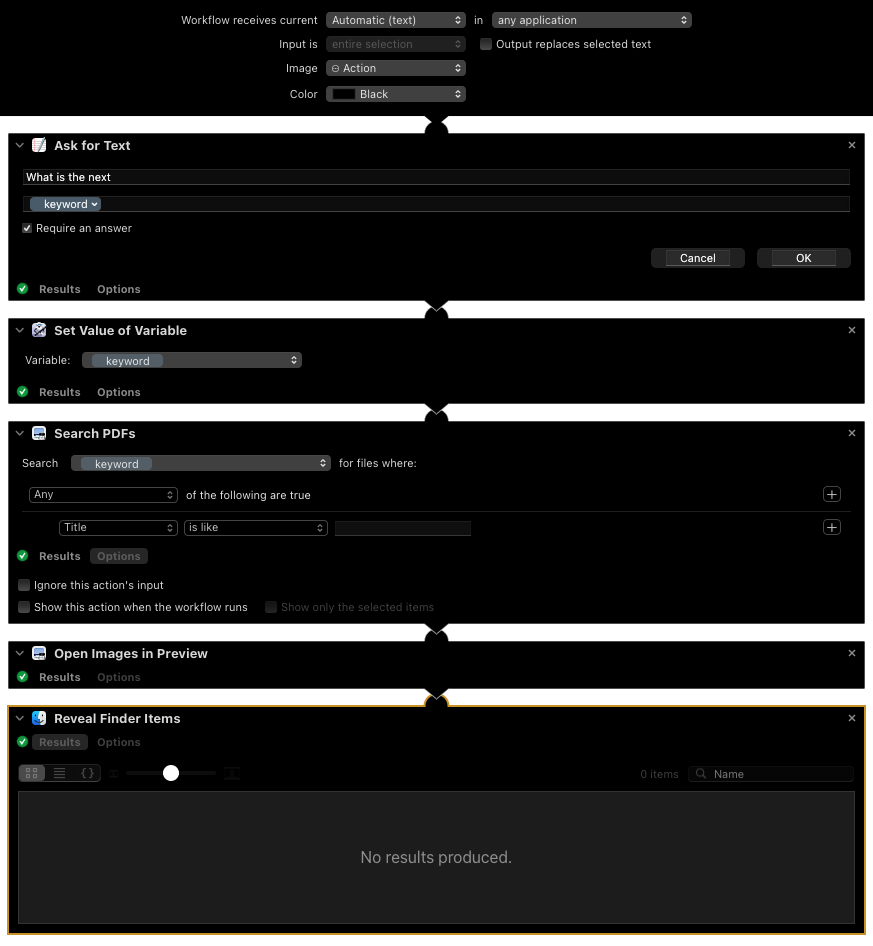 Workflow receives current Automatic (text) in any application
Input is entire selection Output replaces selected text
Image Action
Color Black
Ask for Text
What is the next
keyword
Require an answer
Cancel OK
Results Options
Set Value of Variable
Variable: keyword
Results Options
Search PDFs
Search keyword for files where:
Any of the following are true
Title is like
Results Options
Ignore this action's input
Show this action when the workflow runs Show only the selected items
Open Images in Preview
Results Options
Reveal Finder Items
Results Options
0 items Name
No results produced.